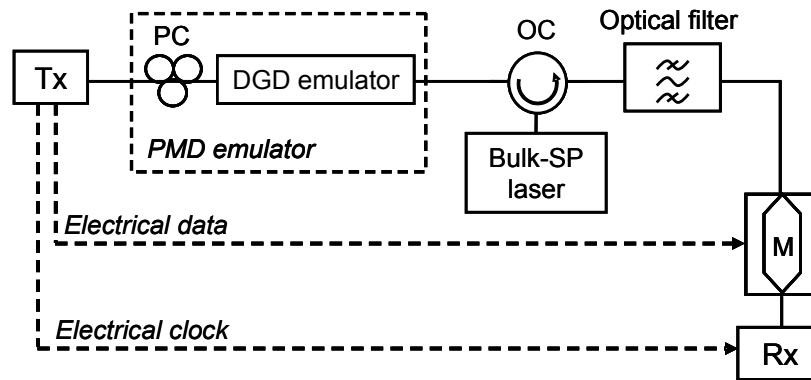 Optical filter
PC
OC
Tx
DGD emulator
PMD emulator
Bulk-SP
laser
Electrical data
M
Electrical clock
Rx